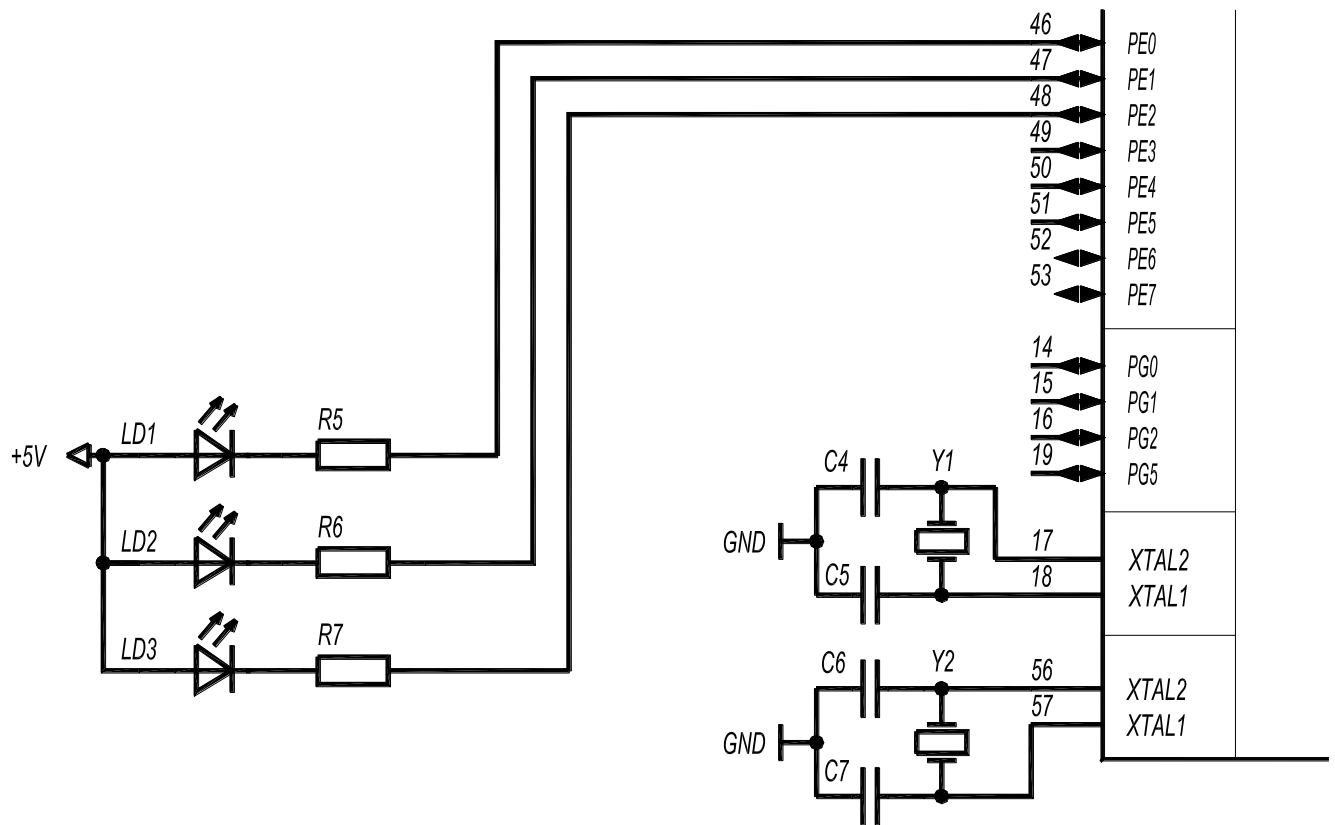 46 PE0
47 PE1
48 PE2
49 PE3
50 PE4
51 PE5
52 PE6
53 PE7
14 PG0
15 PG1
16 PG2
19 PG5
LD1 R5
+5V
LD2 R6
LD3 R7
C4 Y1
GND
C5
17 XTAL2
18 XTAL1
C6 Y2
GND
C7
56 XTAL2
57 XTAL1